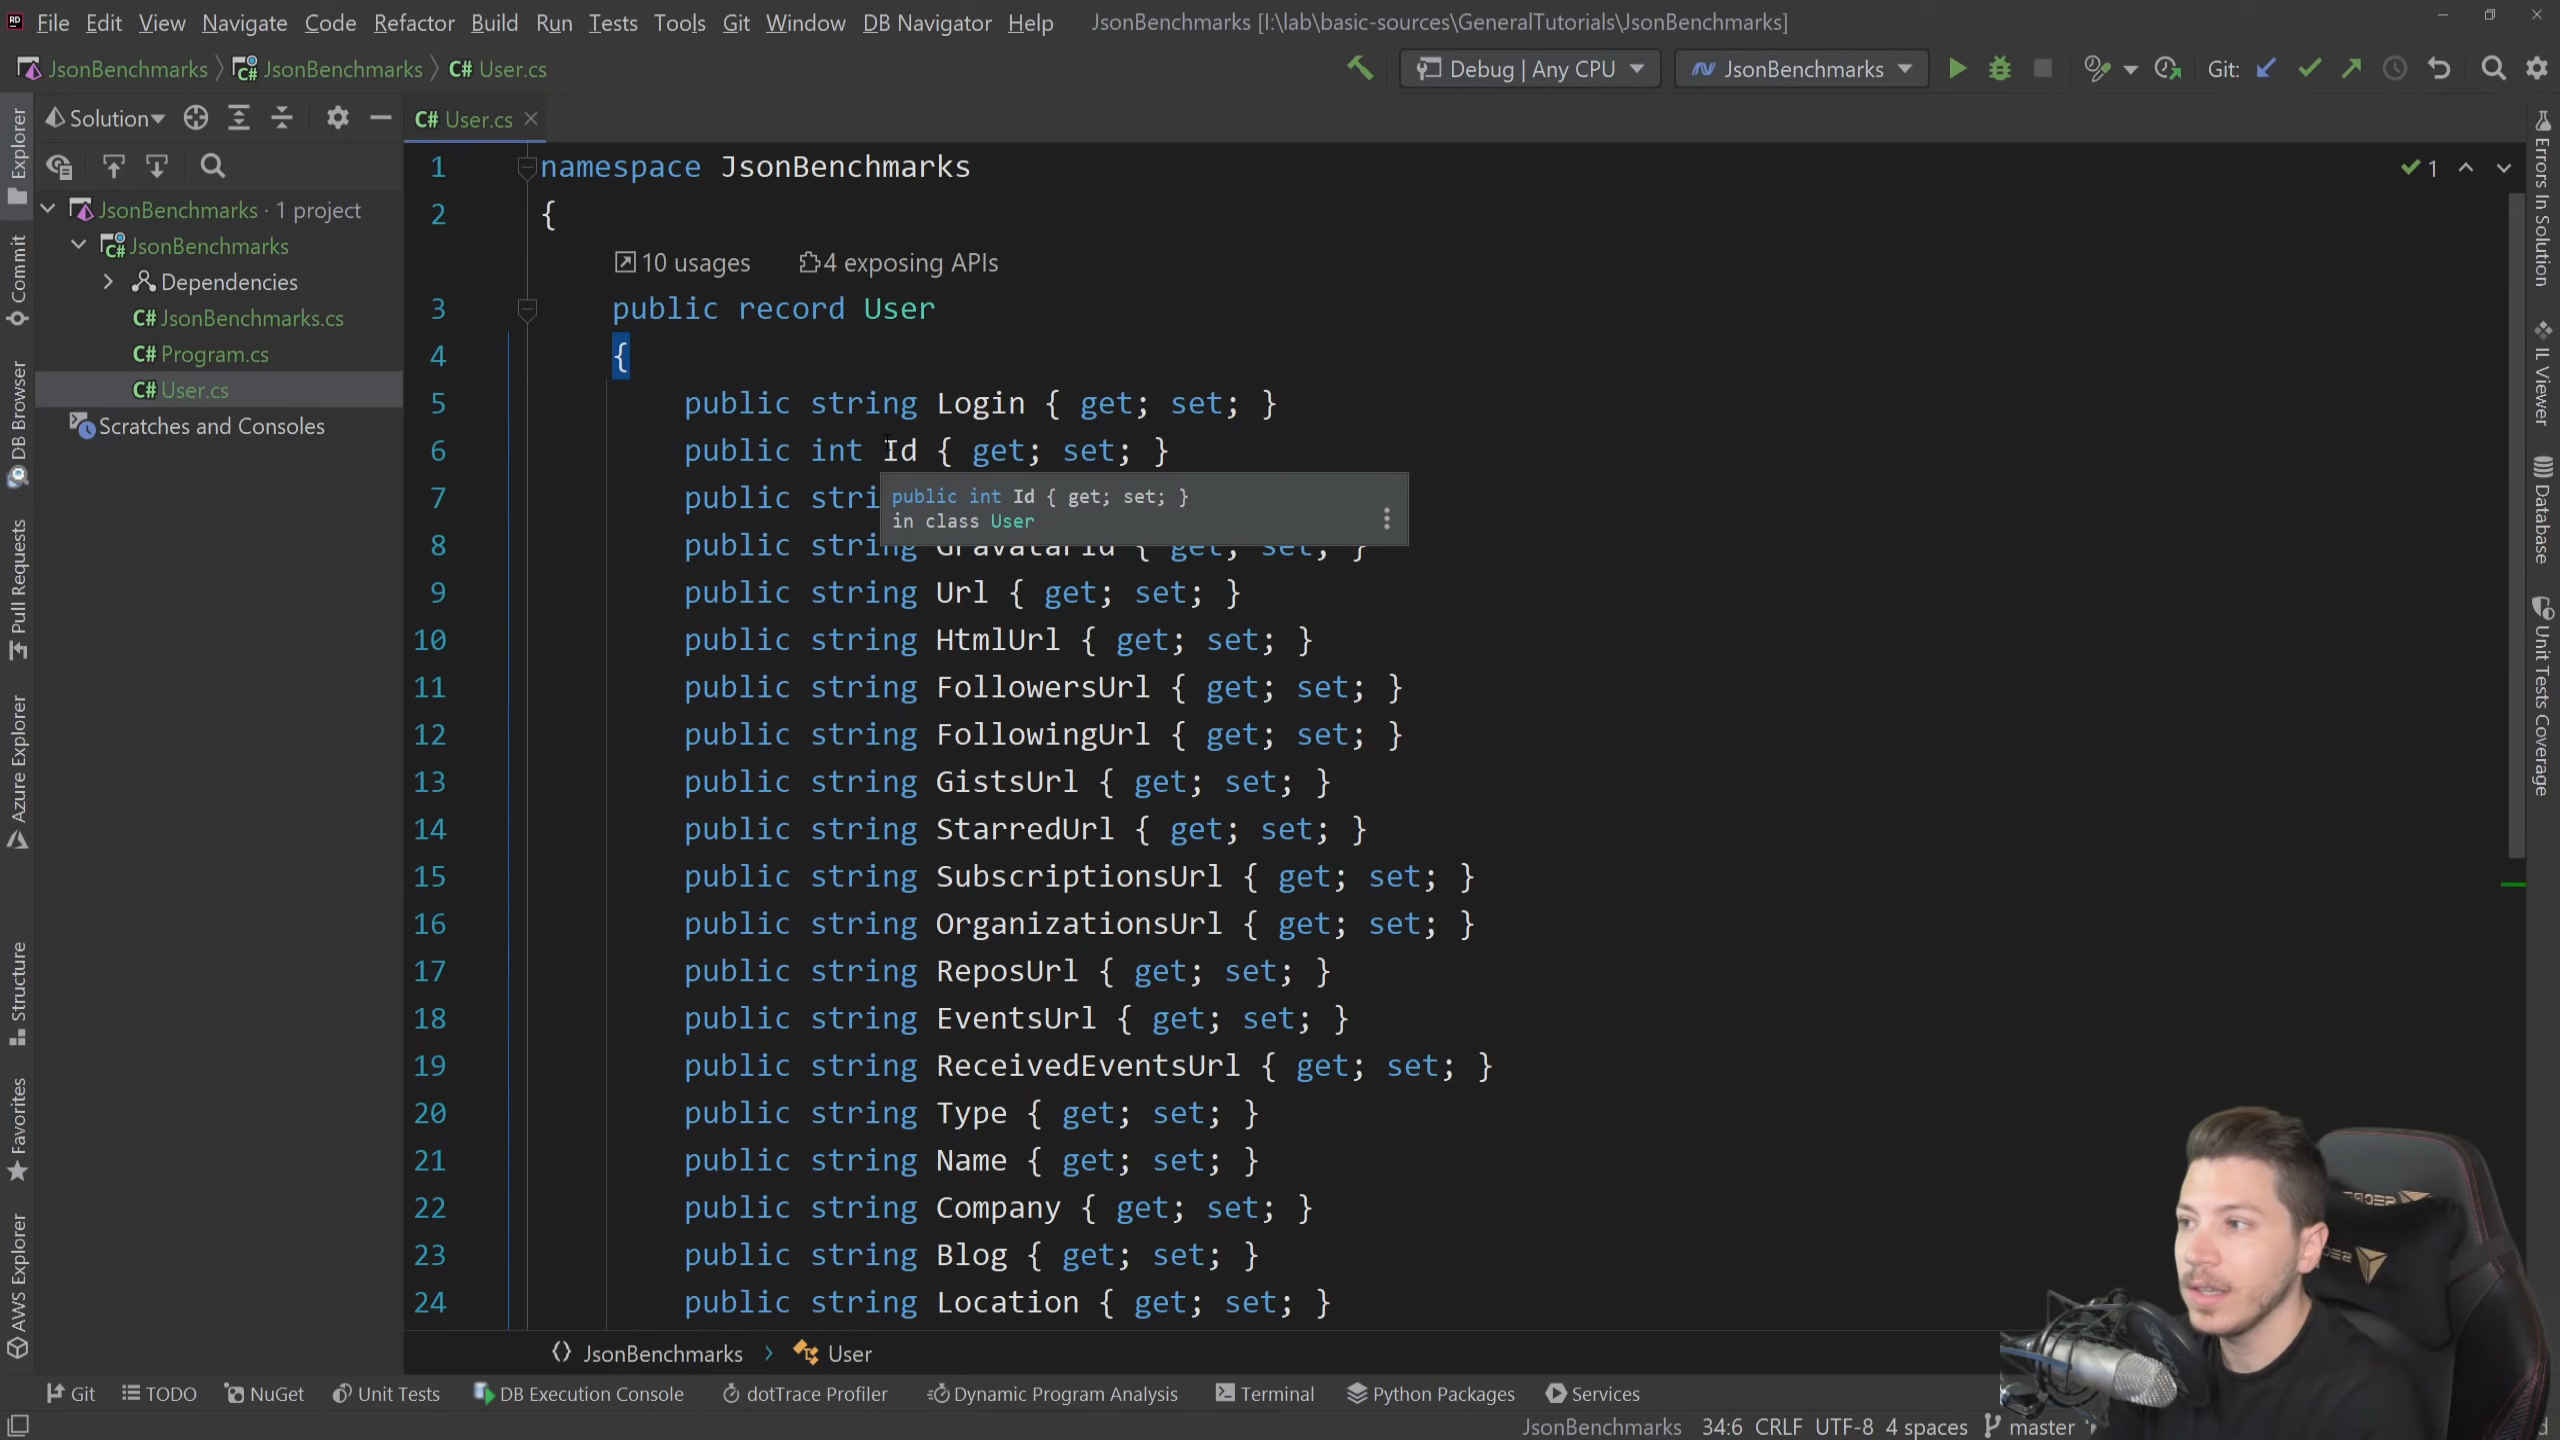 File Edit View Navigate Code Refactor Build Run Tests Tools Git Window DB Navigator Help JsonBenchmarks [I:\lab\basic-sources\GeneralTutorials\JsonBenchmarks]
JsonBenchmarks JsonBenchmarks C# User.cs Debug | Any CPU JsonBenchmarks Git:
Solution C# User.cs
JsonBenchmarks · 1 project
JsonBenchmarks
Dependencies
C# JsonBenchmarks.cs
C# Program.cs
C# User.cs
Scratches and Consoles
Explorer
Commit
DB Browser
Pull Requests
Azure Explorer
Structure
Favorites
AWS Explorer
1 namespace JsonBenchmarks
2 {
10 usages 4 exposing APIs
3 public record User
4 {
5 public string Login { get; set; }
6 public int Id { get; set; }
7 public stri
public int Id { get; set; }
in class User
8 public string GravatarId { get; set; }
9 public string Url { get; set; }
10 public string HtmlUrl { get; set; }
11 public string FollowersUrl { get; set; }
12 public string FollowingUrl { get; set; }
13 public string GistsUrl { get; set; }
14 public string StarredUrl { get; set; }
15 public string SubscriptionsUrl { get; set; }
16 public string OrganizationsUrl { get; set; }
17 public string ReposUrl { get; set; }
18 public string EventsUrl { get; set; }
19 public string ReceivedEventsUrl { get; set; }
20 public string Type { get; set; }
21 public string Name { get; set; }
22 public string Company { get; set; }
23 public string Blog { get; set; }
24 public string Location { get; set; }
1
Errors In Solution
IL Viewer
Database
Unit Tests Coverage
JsonBenchmarks User
Git TODO NuGet Unit Tests DB Execution Console dotTrace Profiler Dynamic Program Analysis Terminal Python Packages Services
JsonBenchmarks 34:6 CRLF UTF-8 4 spaces master